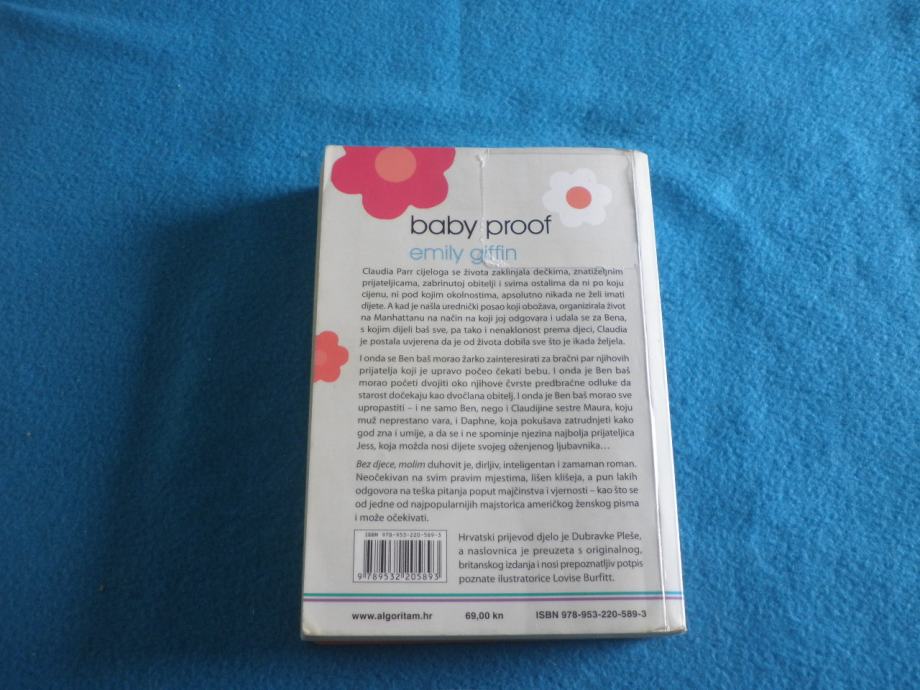 baby proof
emily giffin
Claudia Parr cijeloga se života zaklinjala dečkima, znatiželjnim
prijateljicama, zabrinutoj obitelji i svima ostalima da ni po koju
cijenu, ni pod kojim okolnostima, apsolutno nikada ne želi imati
dijete. A kad je našla urednički posao koji obožava, organizirala život
na Manhattanu na način na koji joj odgovara i udala se za Bena,
s kojim dijeli baš sve, pa tako i nenaklonost prema djeci, Claudia
je postala uvjerena da je od života dobila sve što je ikada željela.
I onda se Ben baš morao žarko zainteresirati za bračni par njihovih
prijatelja koji je upravo počeo čekati bebu. I onda je Ben baš
morao početi dvojiti oko njihove čvrste predbračne odluke da
starost dočekaju kao dvočlana obitelj. I onda je Ben baš morao sve
upropastiti – i ne samo Ben, nego i Claudijine sestre Maura, koju
muž neprestano vara, i Daphne, koja pokušava zatrudnjeti kako
god zna i umije, a da se i ne spominje njezina najbolja prijateljica
Jess, koja možda nosi dijete svojeg oženjenog ljubavnika...
Bez djece, molim duhovit je, dirljiv, inteligentan i zamaman roman.
Neočekivan na svim pravim mjestima, lišen klišeja, a pun lakih
odgovora na teška pitanja poput majčinstva i vjernosti – kao što se
od jedne od najpopularnijih majstorica američkog ženskog pisma
i može očekivati.
ISBN 978-953-220-589-3
9 789532 205893
Hrvatski prijevod djelo je Dubravke Pleše,
a naslovnica je preuzeta s originalnog,
britanskog izdanja i nosi prepoznatljiv potpis
poznate ilustratorice Lovise Burfitt.
www.algoritam.hr 69,00 kn ISBN 978-953-220-589-3